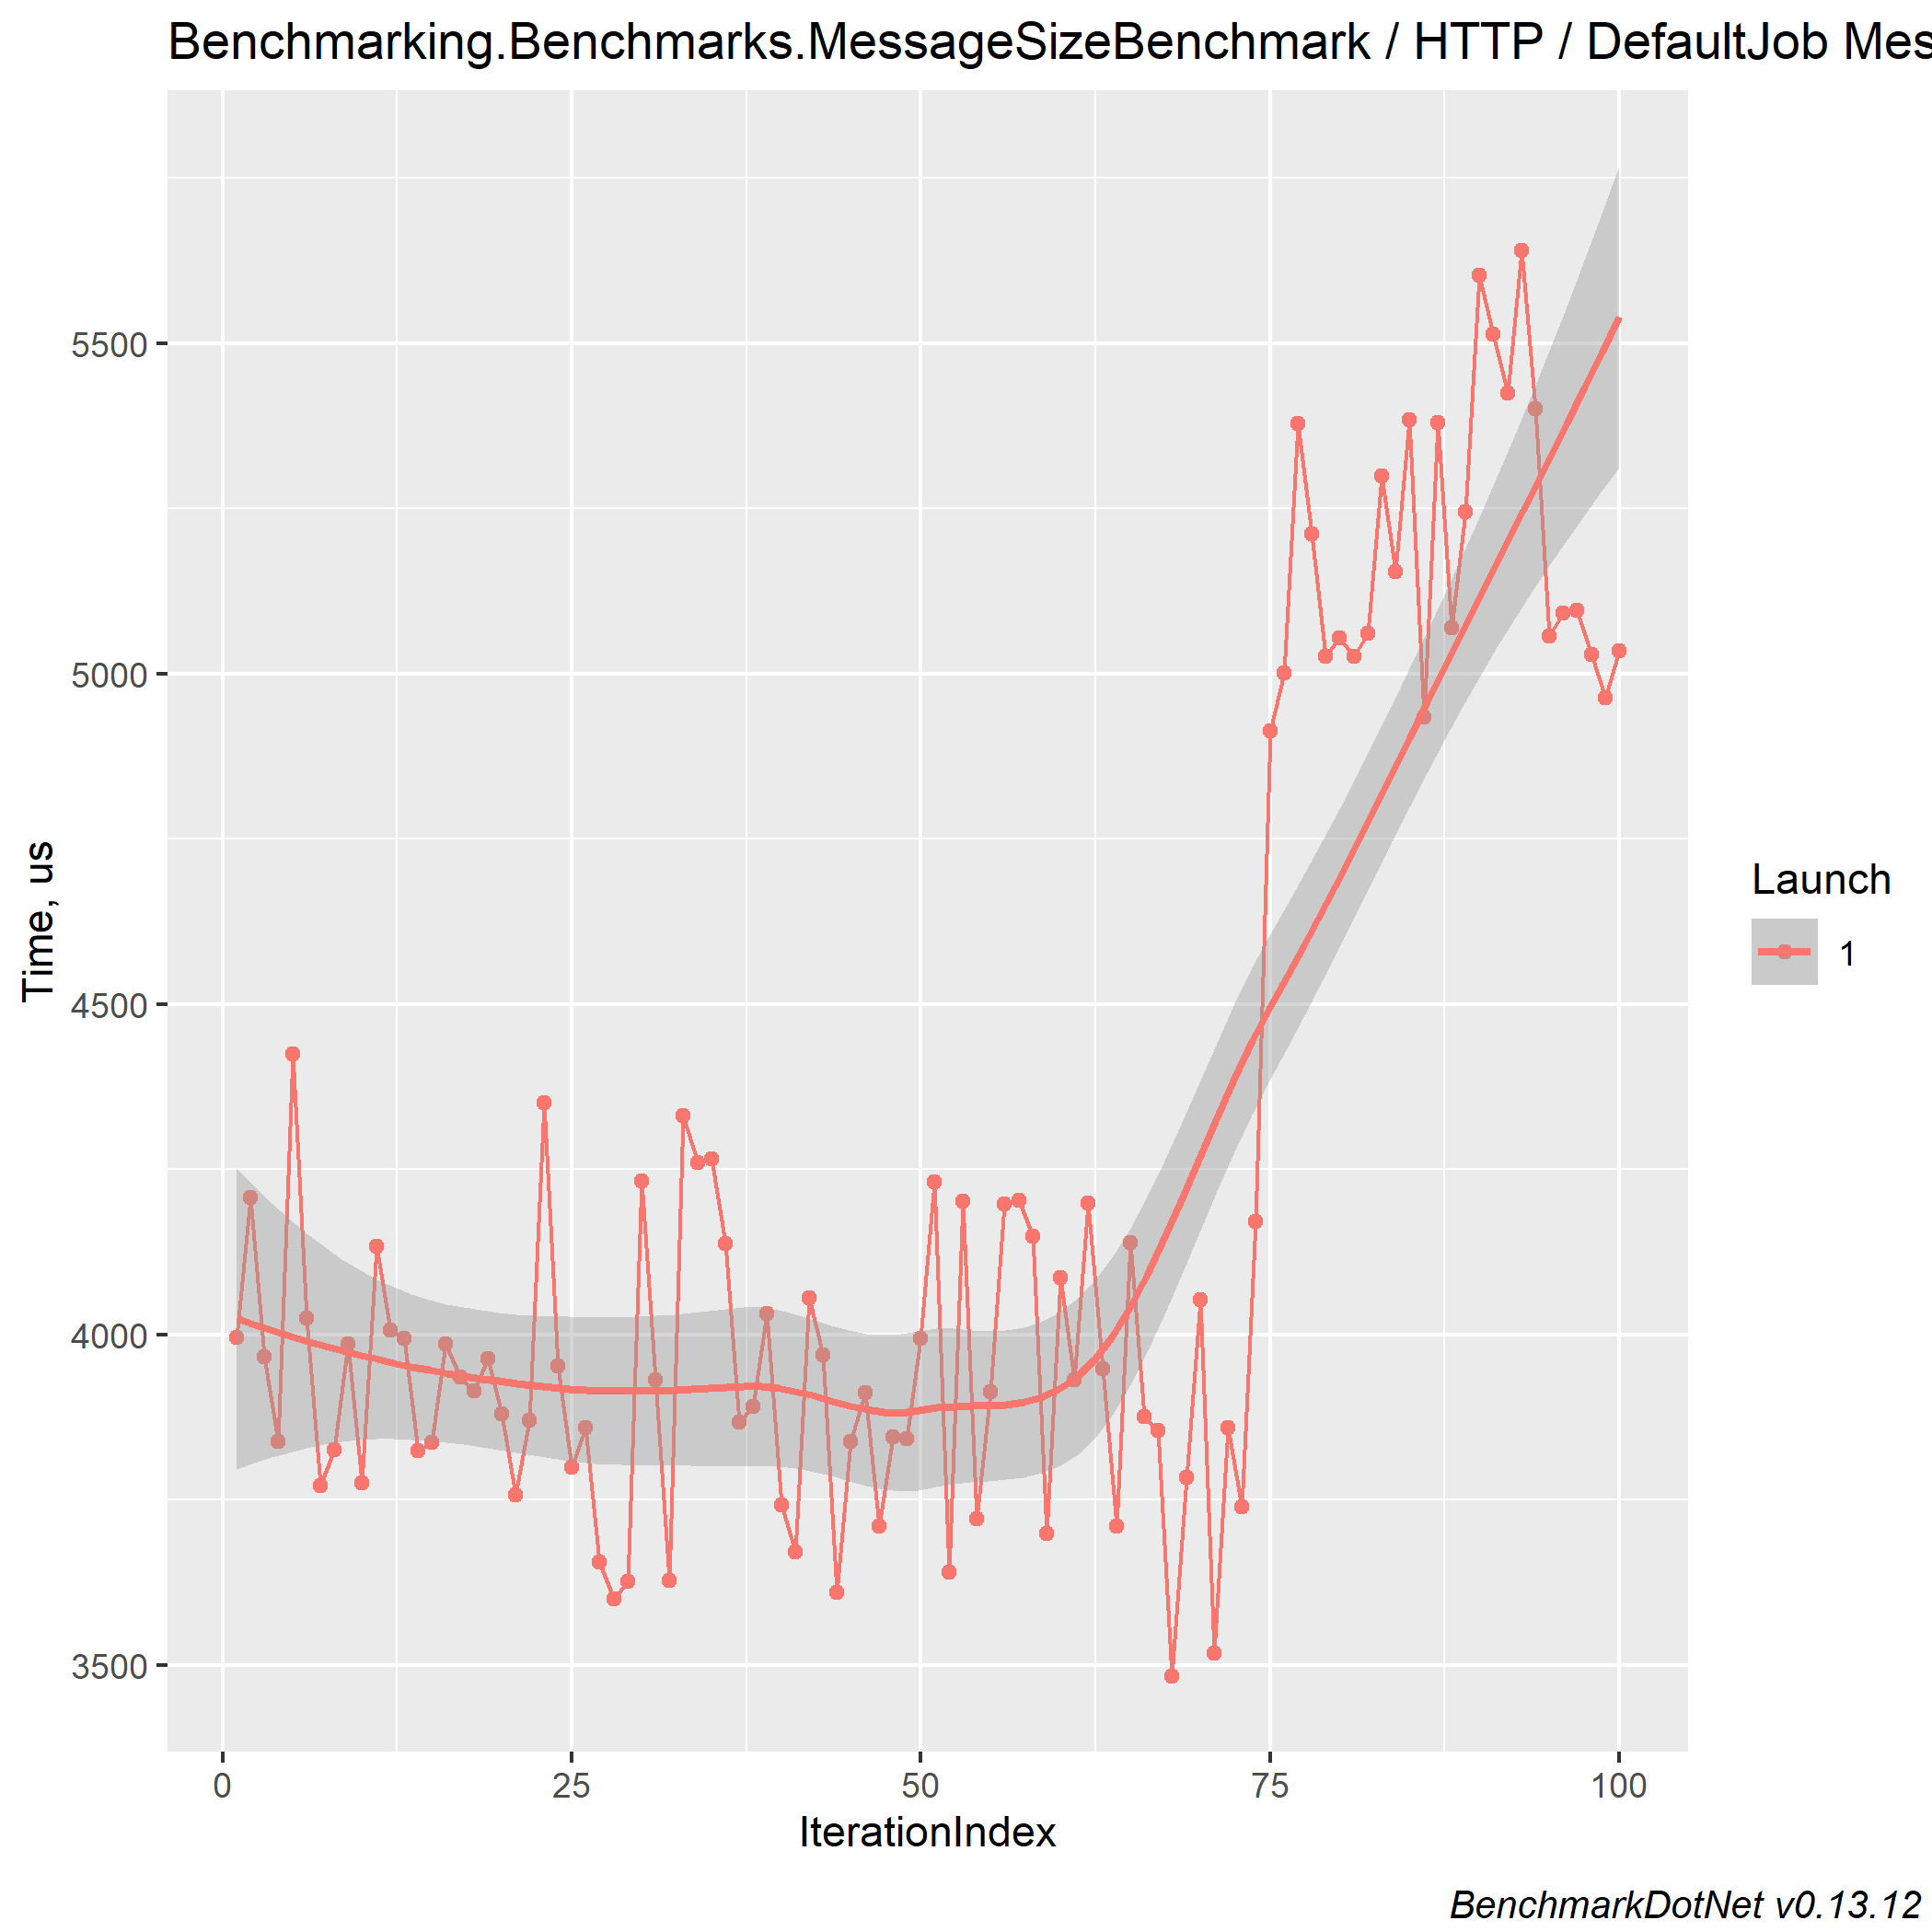 Benchmarking.Benchmarks.MessageSizeBenchmark / HTTP / DefaultJob Mes
5500
5000
4500
4000
3500
Time, us
0 25 50 75 100
IterationIndex
Launch
1
BenchmarkDotNet v0.13.12